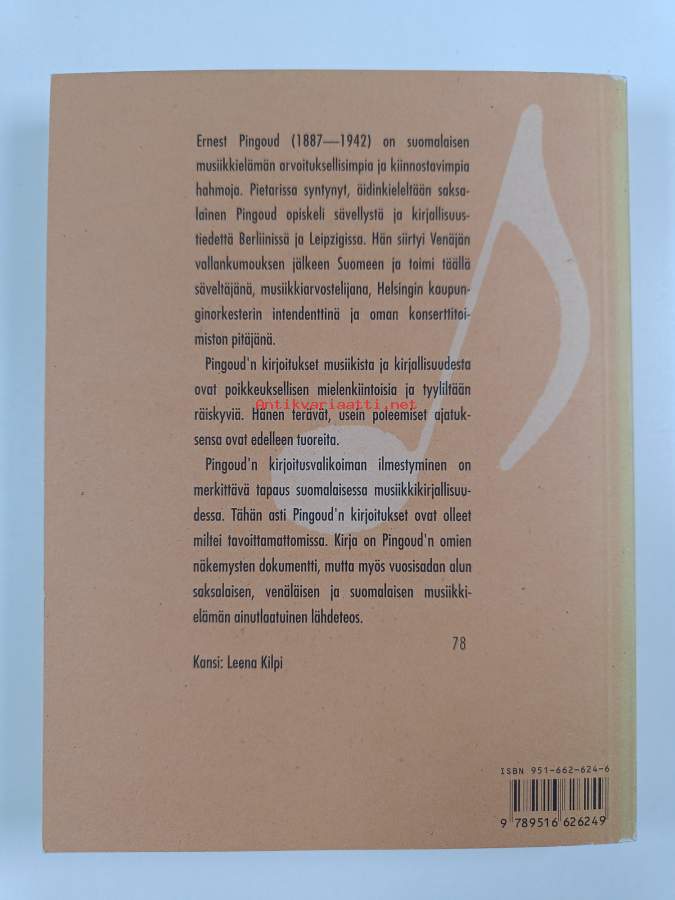 Ernest Pingoud (1887—1942) on suomalaisen
musiikkielämän arvoituksellisimpia ja kiinnostavimpia
hahmoja. Pietarissa syntynyt, äidinkieleltään saksa-
lainen Pingoud opiskeli sävellystä ja kirjallisuus-
tiedettä Berliinissä ja Leipzigissa. Hän siirtyi Venäjän
vallankumouksen jälkeen Suomeen ja toimi täällä
säveltäjänä, musiikkiarvostelijana, Helsingin kaupun-
ginorkesterin intendenttinä ja oman konserttitoi-
miston pitäjänä.
Pingoud'n kirjoitukset musiikista ja kirjallisuudesta
ovat poikkeuksellisen mielenkiintoisia ja tyyliltään
Antikvariaatti.net
räiskyviä. Hänen terävät, usein poleemiset ajatuk-
sensa ovat edelleen tuoreita.
Pingoud'n kirjoitusvalikoiman ilmestyminen on
merkittävä tapaus suomalaisessa musiikkikirjallisuu-
dessa. Tähän asti Pingoud'n kirjoitukset ovat olleet
miltei tavoittamattomissa. Kirja on Pingoud'n omien
näkemysten dokumentti, mutta myös vuosisadan alun
saksalaisen, venäläisen ja suomalaisen musiikki-
elämän ainutlaatuinen lähdeteos.
78
Kansi: Leena Kilpi
ISBN 951-662-624-6
9 789516 626249